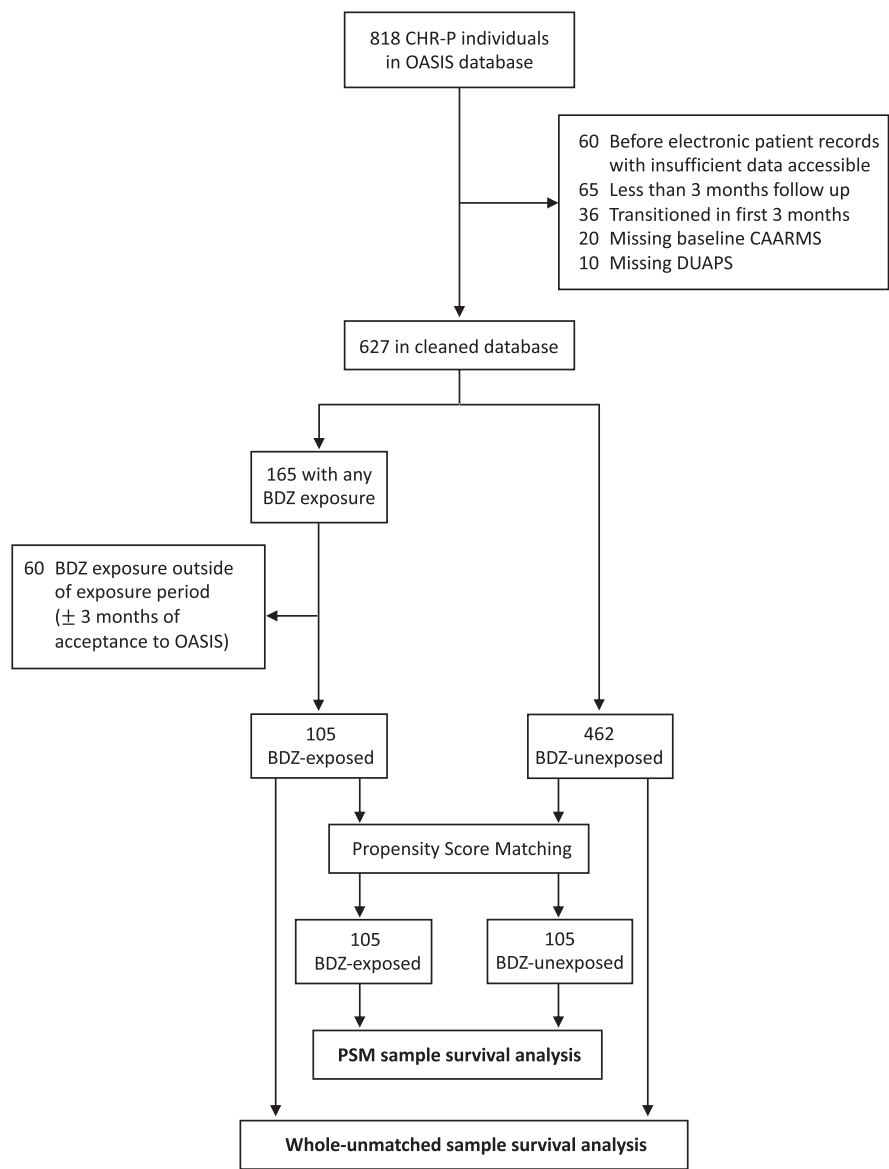 818 CHR-P individuals
in OASIS database
60 Before electronic patient records
with insufficient data accessible
65 Less than 3 months follow up
36 Transitioned in first 3 months
20 Missing baseline CAARMS
10 Missing DUAPS
627 in cleaned database
165 with any
BDZ exposure
60 BDZ exposure outside
of exposure period
(± 3 months of
acceptance to OASIS)
105
BDZ-exposed
462
BDZ-unexposed
Propensity Score Matching
105
BDZ-exposed
105
BDZ-unexposed
PSM sample survival analysis
Whole-unmatched sample survival analysis